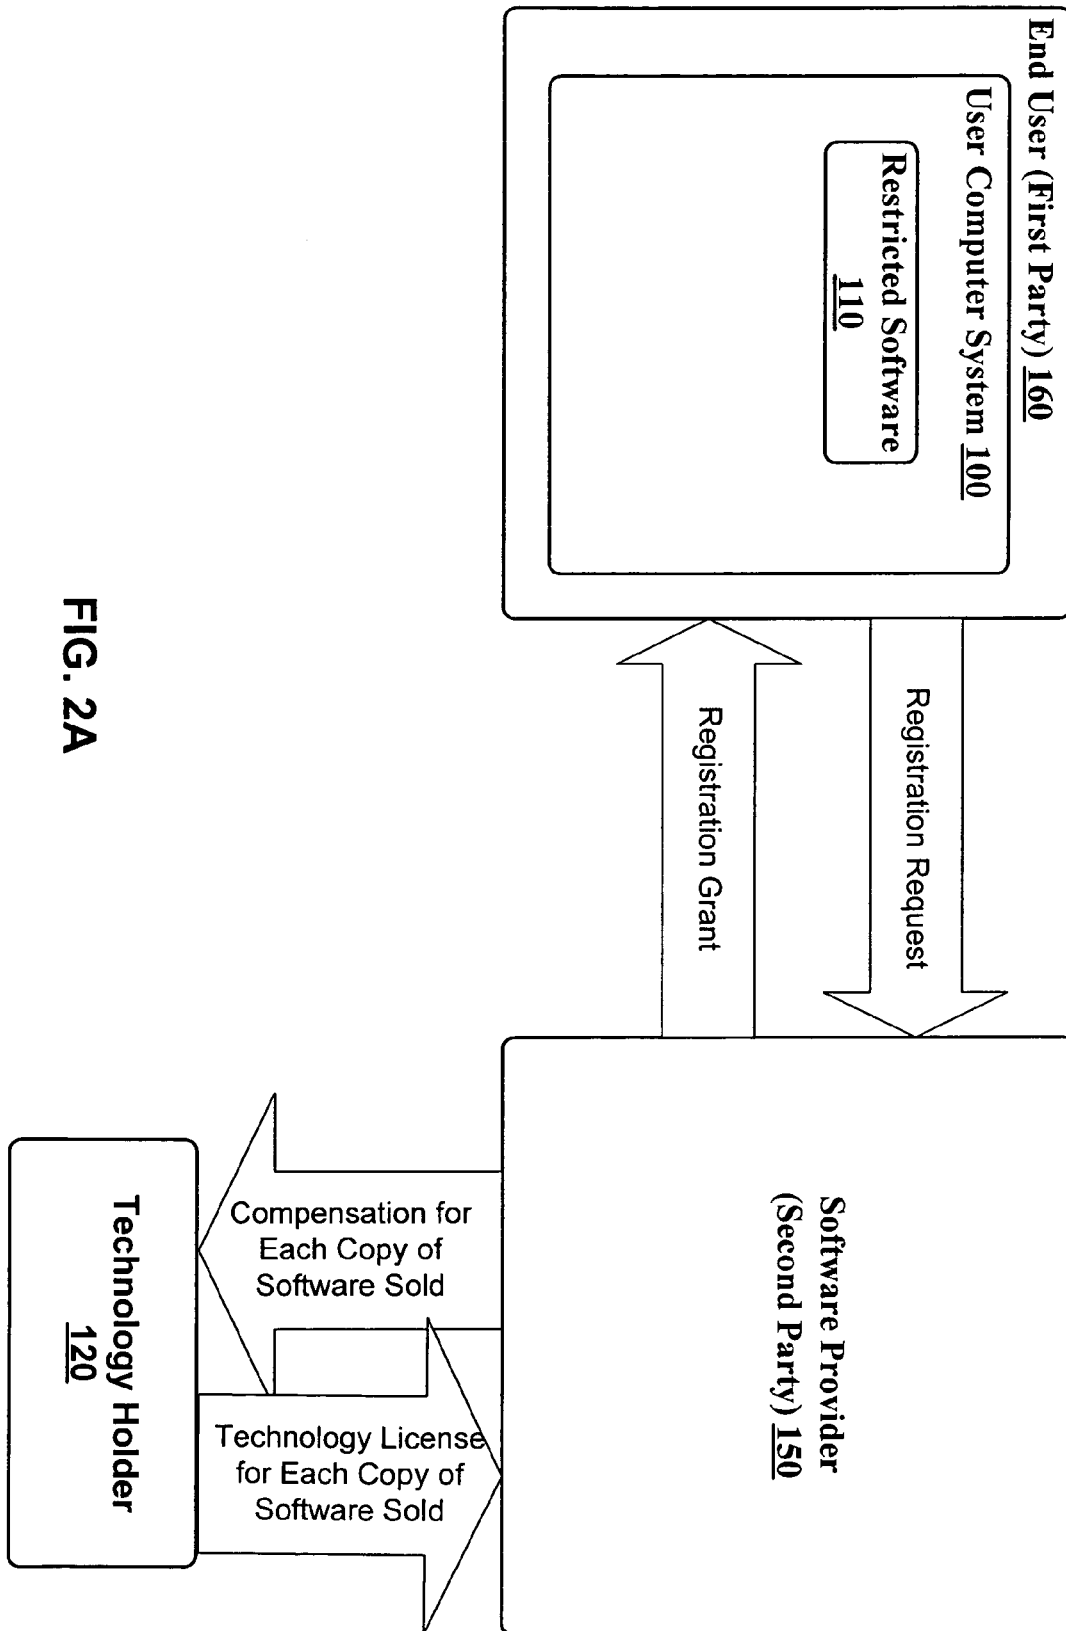 End User (First Party) 160
User Computer System 100
Restricted Software
110
Registration Request
Registration Grant
Software Provider
(Second Party) 150
Compensation for
Each Copy of
Software Sold
Technology License
for Each Copy of
Software Sold
Technology Holder
120
FIG. 2A